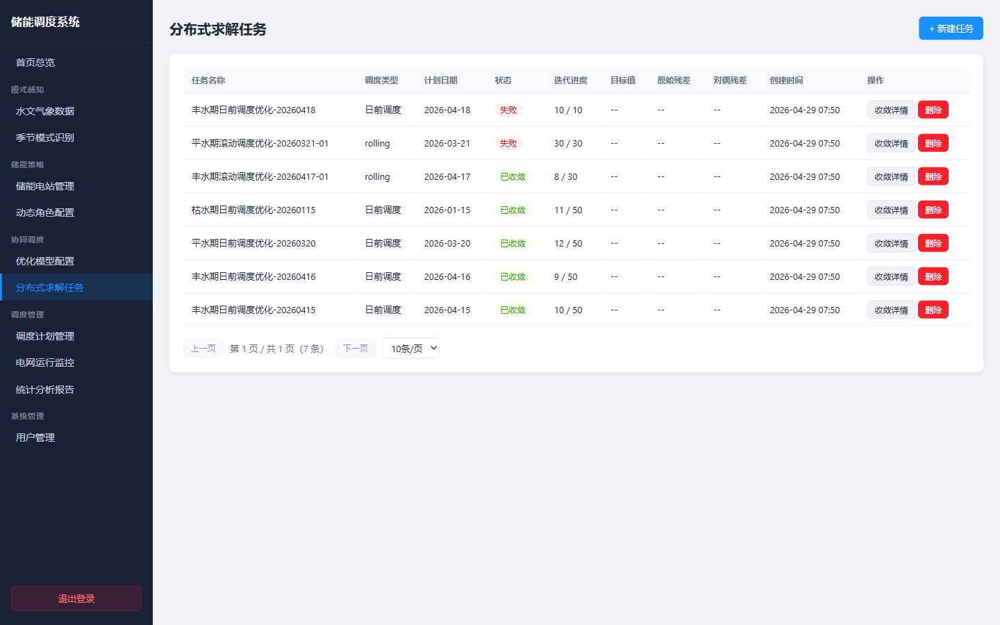 储能调度系统
首页总览
模式感知
水文气象数据
季节模式识别
储能策略
储能电站管理
动态角色配置
协同调度
优化模型配置
分布式求解任务
调度管理
调度计划管理
电网运行监控
统计分析报告
系统管理
用户管理
退出登录
分布式求解任务
+ 新建任务
任务名称 调度类型 计划日期 状态 迭代进度 目标值 原始残差 对偶残差 创建时间 操作
丰水期日前调度优化-20260418 日前调度 2026-04-18 失败 10 / 10 -- -- -- 2026-04-29 07:50 收敛详情 删除
平水期滚动调度优化-20260321-01 rolling 2026-03-21 失败 30 / 30 -- -- -- 2026-04-29 07:50 收敛详情 删除
丰水期滚动调度优化-20260417-01 rolling 2026-04-17 已收敛 8 / 30 -- -- -- 2026-04-29 07:50 收敛详情 删除
枯水期日前调度优化-20260115 日前调度 2026-01-15 已收敛 11 / 50 -- -- -- 2026-04-29 07:50 收敛详情 删除
平水期日前调度优化-20260320 日前调度 2026-03-20 已收敛 12 / 50 -- -- -- 2026-04-29 07:50 收敛详情 删除
丰水期日前调度优化-20260416 日前调度 2026-04-16 已收敛 9 / 50 -- -- -- 2026-04-29 07:50 收敛详情 删除
丰水期日前调度优化-20260415 日前调度 2026-04-15 已收敛 10 / 50 -- -- -- 2026-04-29 07:50 收敛详情 删除
上一页 第 1 页 / 共 1 页（7 条） 下一页 10条/页